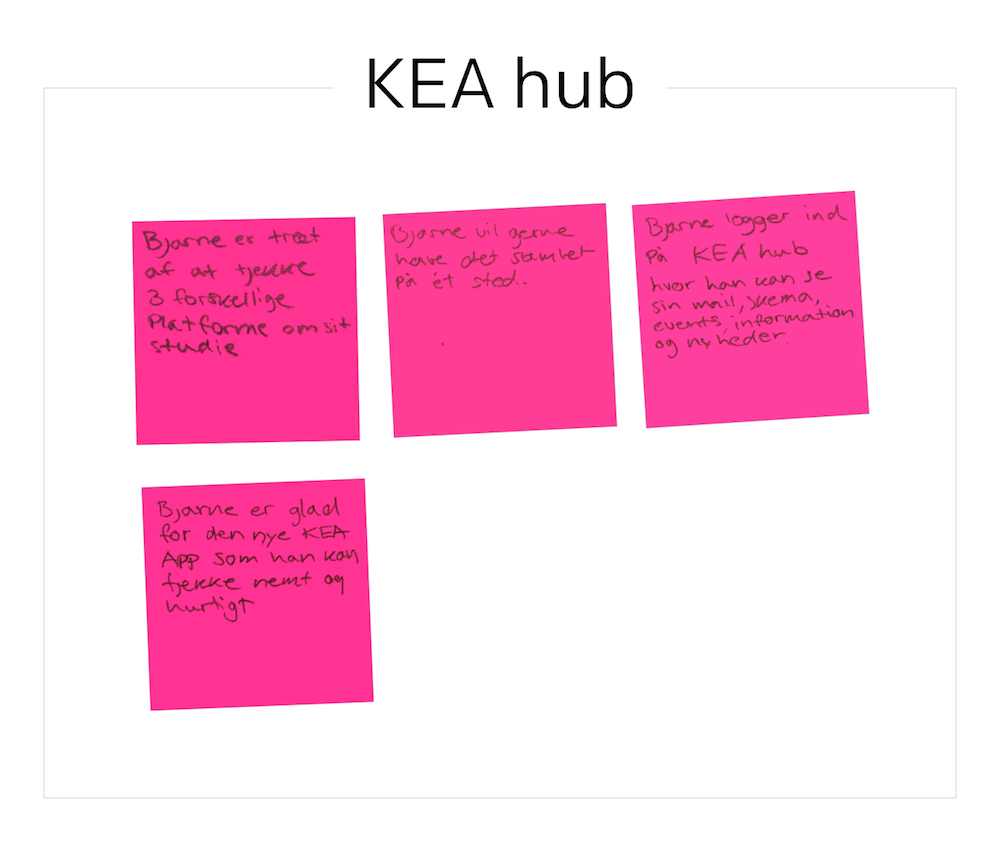 KEA hub
Bjarne er træt
af at tjekke
3 forskellige
Platforme om sit
studie
Bjarne vil gerne
have det samlet
på ét sted.
Bjarne logger ind
på KEA hub
hvor han kan se
sin mail, skema,
events, information
og nyheder.
Bjarne er glad
for den nye KEA
App som han kan
tjekke nemt og
hurtigt